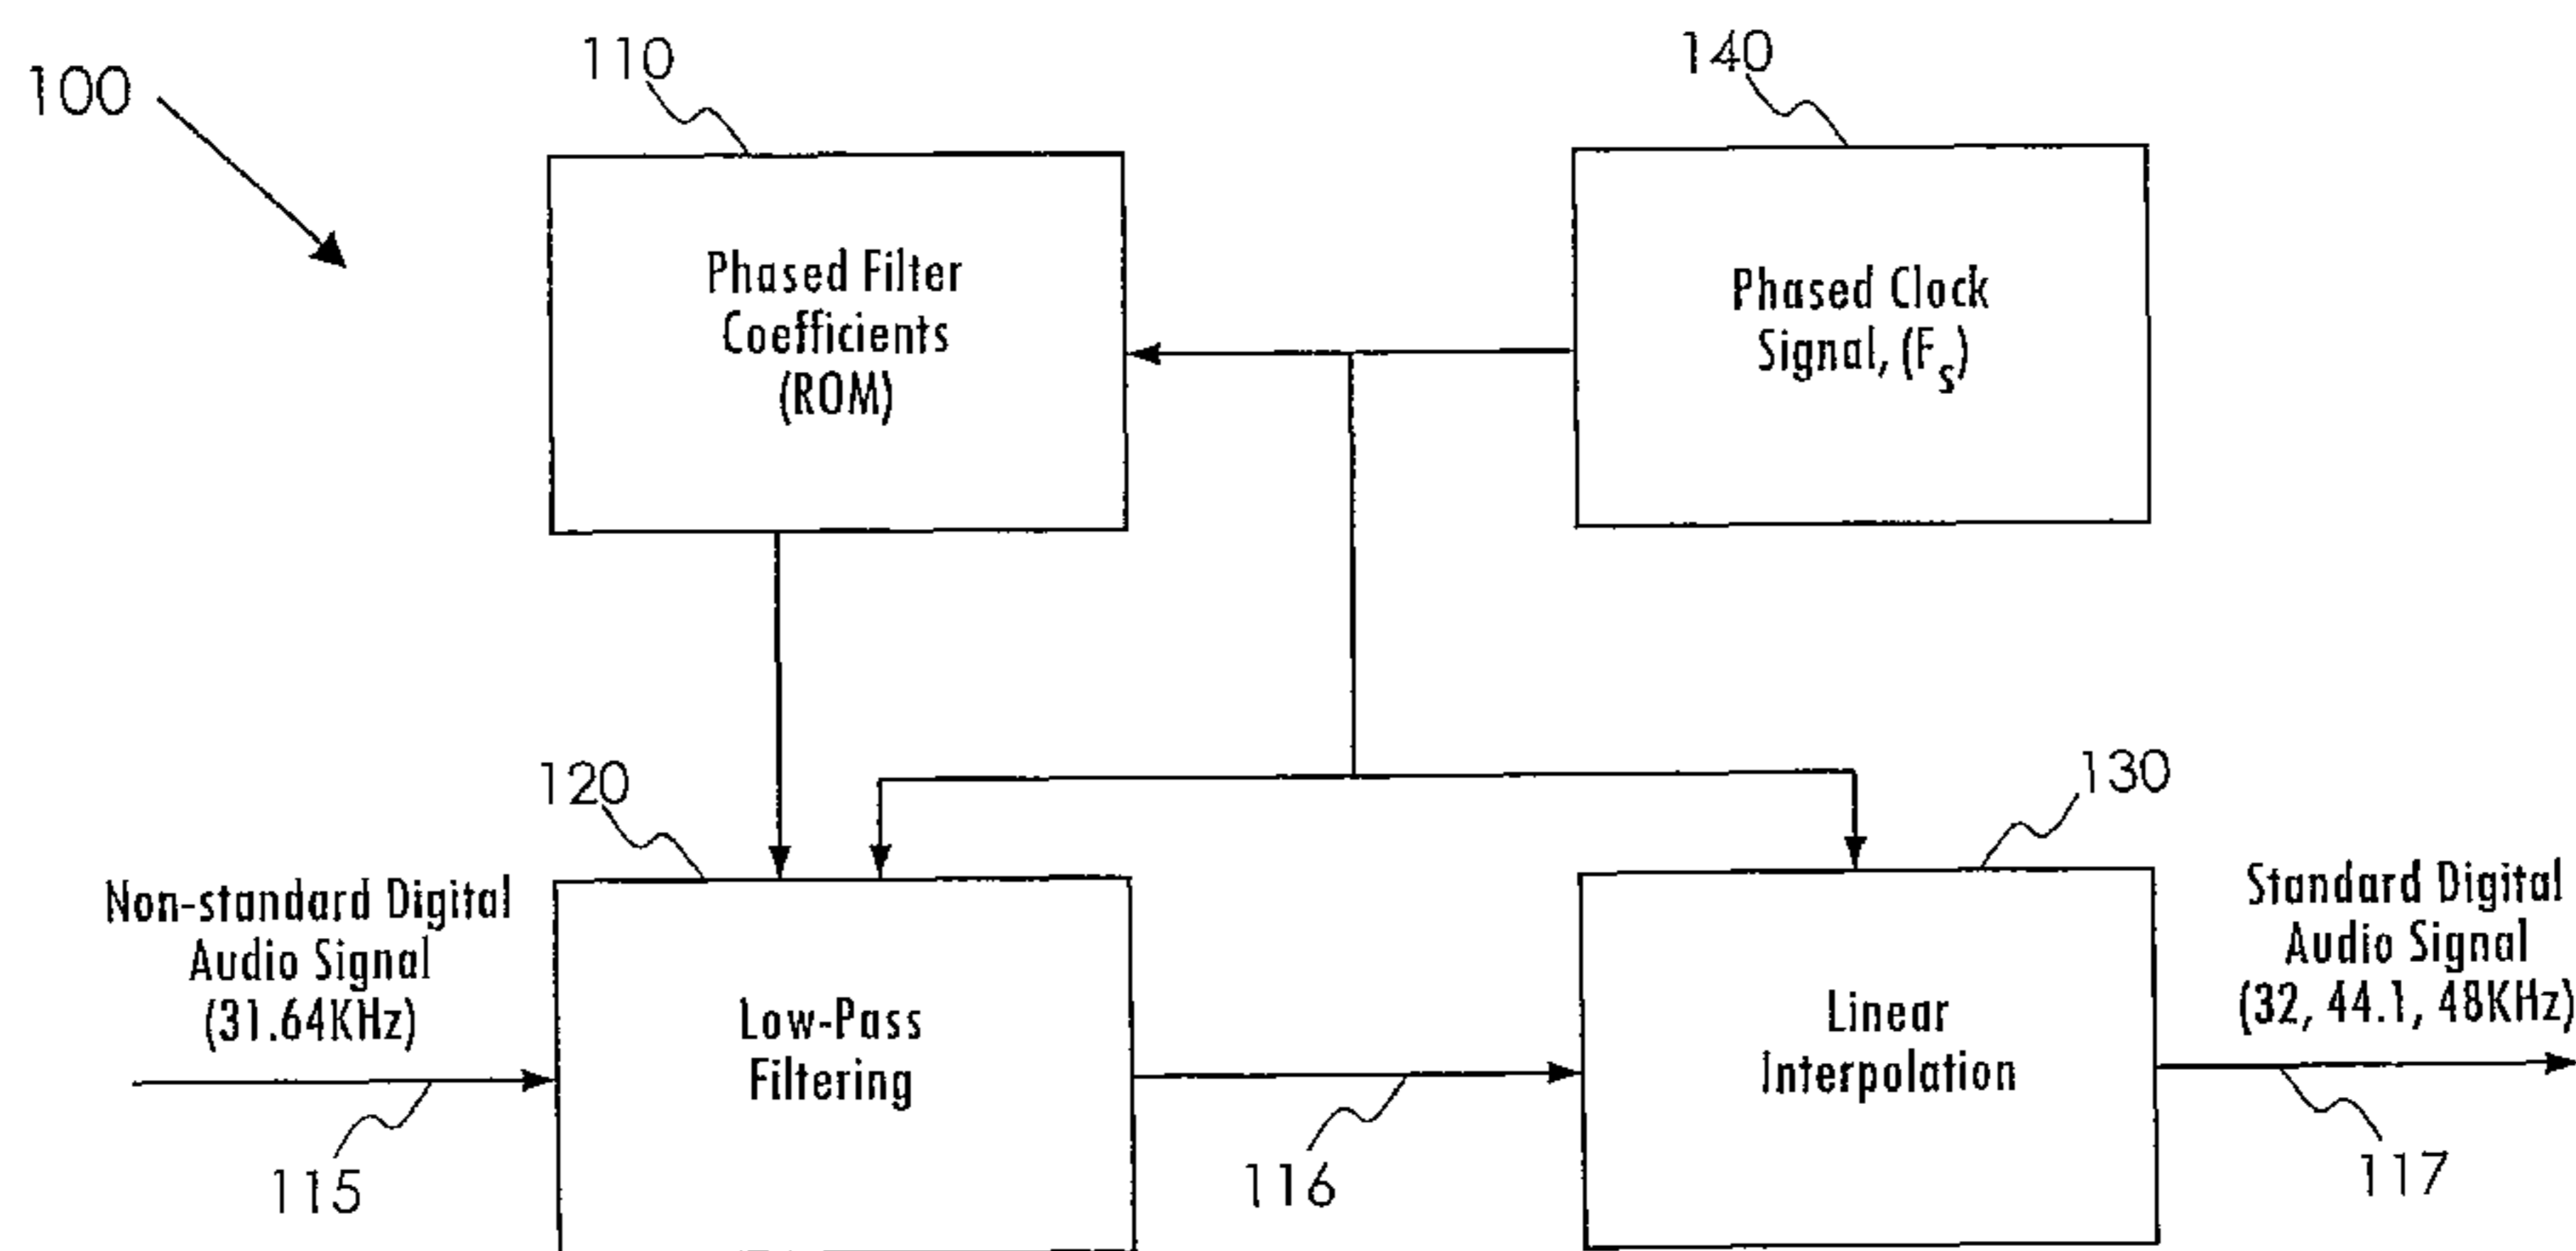 100
110
140
Phased Filter
Coefficients
(ROM)
Phased Clock
Signal, (Fs)
120
130
Non-standard Digital
Audio Signal
(31.64KHz)
Low-Pass
Filtering
Linear
Interpolation
Standard Digital
Audio Signal
(32, 44.1, 48KHz)
115
116
117